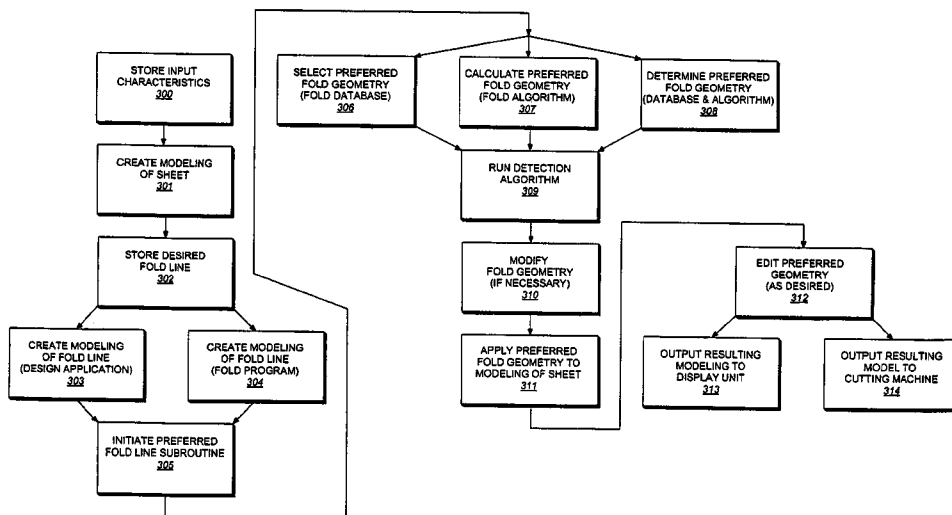 STORE INPUT
CHARACTERISTICS
300
CREATE MODELING
OF SHEET
301
STORE DESIRED
FOLD LINE
302
CREATE MODELING
OF FOLD LINE
(DESIGN APPLICATION)
303
CREATE MODELING
OF FOLD LINE
(FOLD PROGRAM)
304
INITIATE PREFERRED
FOLD LINE SUBROUTINE
305
SELECT PREFERRED
FOLD GEOMETRY
(FOLD DATABASE)
306
CALCULATE PREFERRED
FOLD GEOMETRY
(FOLD ALGORITHM)
307
DETERMINE PREFERRED
FOLD GEOMETRY
(DATABASE & ALGORITHM)
308
RUN DETECTION
ALGORITHM
309
MODIFY
FOLD GEOMETRY
(IF NECESSARY)
310
APPLY PREFERRED
FOLD GEOMETRY TO
MODELING OF SHEET
311
EDIT PREFERRED
GEOMETRY
(AS DESIRED)
312
OUTPUT RESULTING
MODELING TO
DISPLAY UNIT
313
OUTPUT RESULTING
MODEL TO
CUTTING MACHINE
314